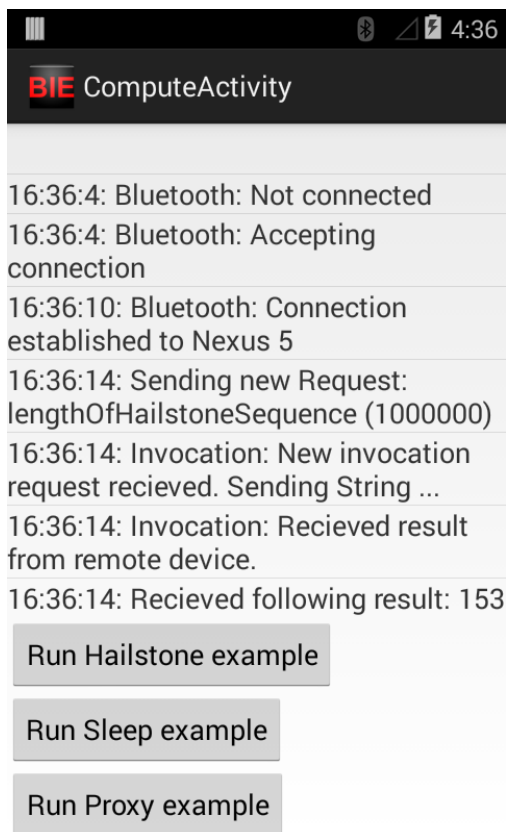 4:36
BIE ComputeActivity
16:36:4: Bluetooth: Not connected
16:36:4: Bluetooth: Accepting
connection
16:36:10: Bluetooth: Connection
established to Nexus 5
16:36:14: Sending new Request:
lengthOfHailstoneSequence (1000000)
16:36:14: Invocation: New invocation
request recieved. Sending String ...
16:36:14: Invocation: Recieved result
from remote device.
16:36:14: Recieved following result: 153
Run Hailstone example
Run Sleep example
Run Proxy example